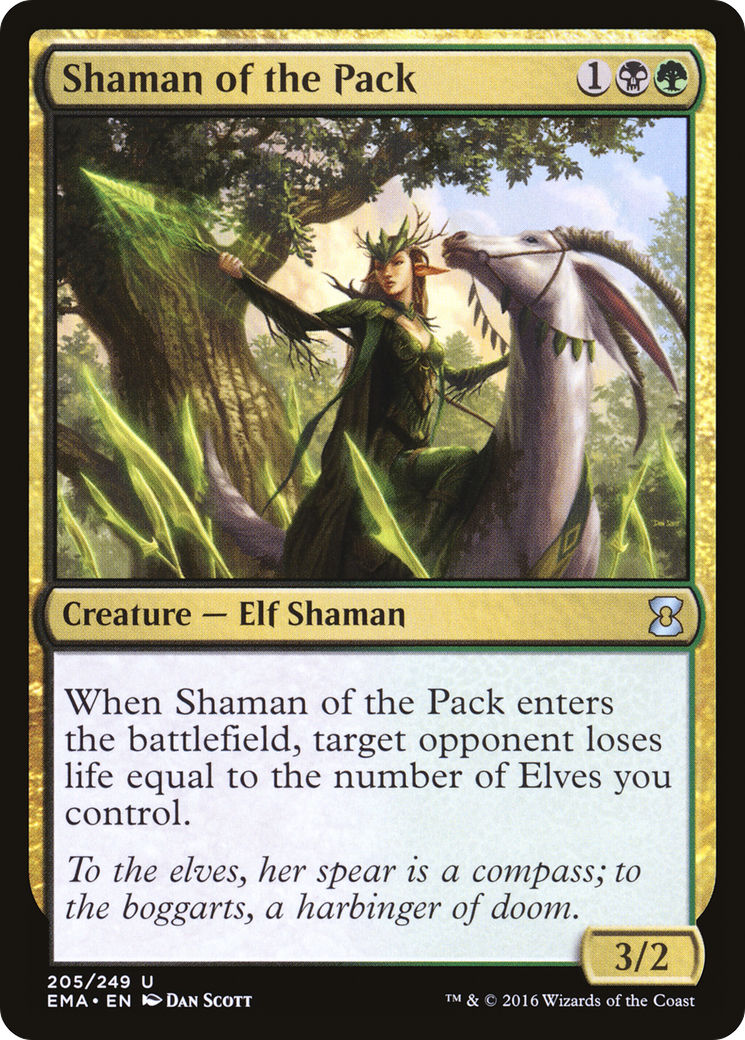 Shaman of the Pack
1
Creature — Elf Shaman
When Shaman of the Pack enters
the battlefield, target opponent loses
life equal to the number of Elves you
control.
To the elves, her spear is a compass; to
the boggarts, a harbinger of doom.
3/2
205/249 U
EMA • EN Dan Scott
™ & © 2016 Wizards of the Coast